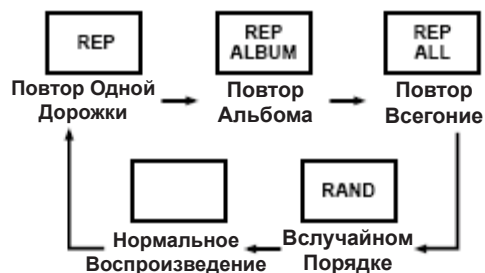 REP
Повтор Одной
Дорожки
REP
ALBUM
Повтор
Альбома
REP
ALL
Повтор
Всегоние
RAND
Вслучайном
Порядке
Нормальное
Воспроизведение